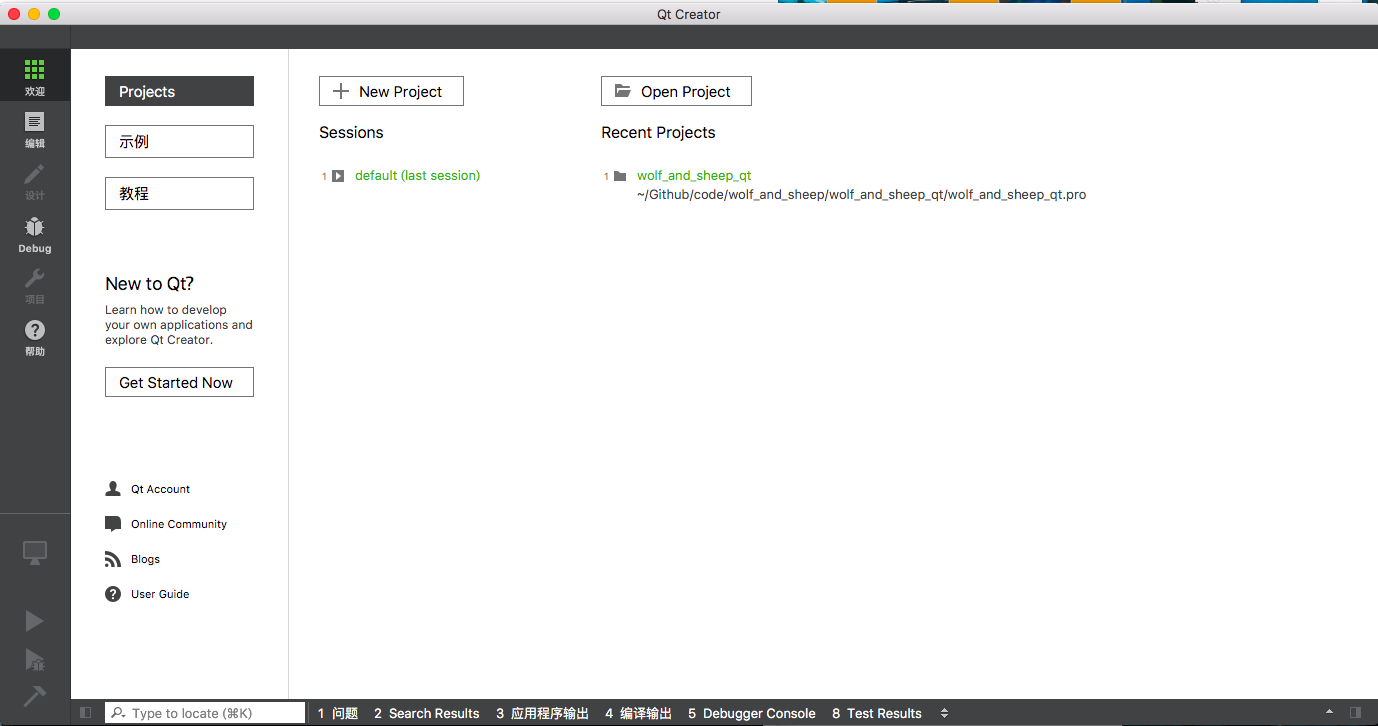 Qt Creator
欢迎
编辑
设计
Debug
项目
帮助
Projects
示例
教程
New to Qt?
Learn how to develop
your own applications and
explore Qt Creator.
Get Started Now
Qt Account
Online Community
Blogs
User Guide
New Project
Sessions
1 default (last session)
Open Project
Recent Projects
1 wolf_and_sheep_qt
~/Github/code/wolf_and_sheep/wolf_and_sheep_qt/wolf_and_sheep_qt.pro
Type to locate (⌘K)
1 问题 2 Search Results 3 应用程序输出 4 编译输出 5 Debugger Console 8 Test Results